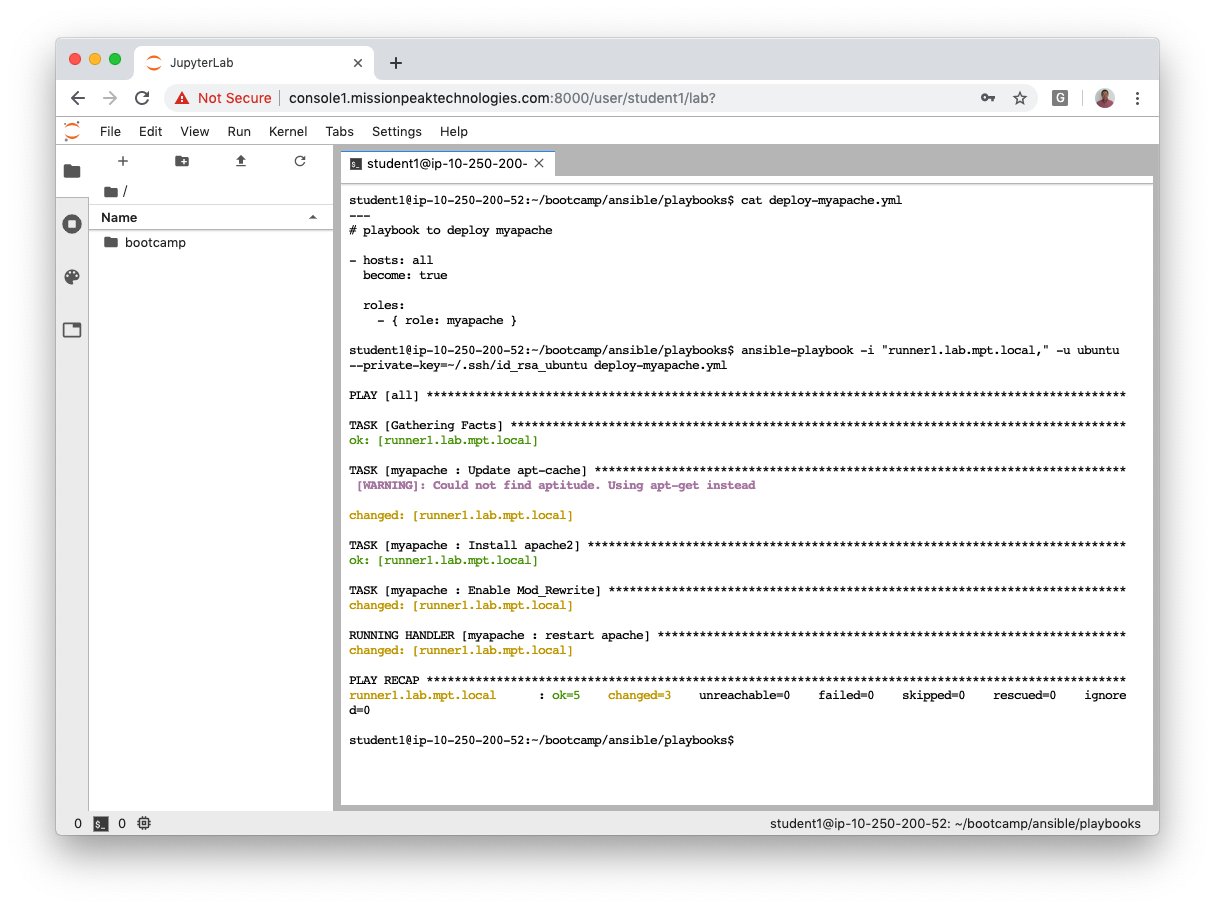 JupyterLab
Not Secure console1.missionpeaktechnologies.com:8000/user/student1/lab?
G
File Edit View Run Kernel Tabs Settings Help
student1@ip-10-250-200-
/
Name
bootcamp
student1@ip-10-250-200-52:~/bootcamp/ansible/playbooks$ cat deploy-myapache.yml
---
# playbook to deploy myapache
- hosts: all
  become: true
  roles:
    - { role: myapache }
student1@ip-10-250-200-52:~/bootcamp/ansible/playbooks$ ansible-playbook -i "runner1.lab.mpt.local," -u ubuntu
--private-key=~/.ssh/id_rsa_ubuntu deploy-myapache.yml
PLAY [all] ****************************************************************************************************
TASK [Gathering Facts] ****************************************************************************************
ok: [runner1.lab.mpt.local]
TASK [myapache : Update apt-cache] ****************************************************************************
 [WARNING]: Could not find aptitude. Using apt-get instead
changed: [runner1.lab.mpt.local]
TASK [myapache : Install apache2] *****************************************************************************
ok: [runner1.lab.mpt.local]
TASK [myapache : Enable Mod_Rewrite] **************************************************************************
changed: [runner1.lab.mpt.local]
RUNNING HANDLER [myapache : restart apache] *******************************************************************
changed: [runner1.lab.mpt.local]
PLAY RECAP ****************************************************************************************************
runner1.lab.mpt.local      : ok=5    changed=3    unreachable=0    failed=0    skipped=0    rescued=0    ignore
d=0
student1@ip-10-250-200-52:~/bootcamp/ansible/playbooks$
0 $_ 0 student1@ip-10-250-200-52: ~/bootcamp/ansible/playbooks